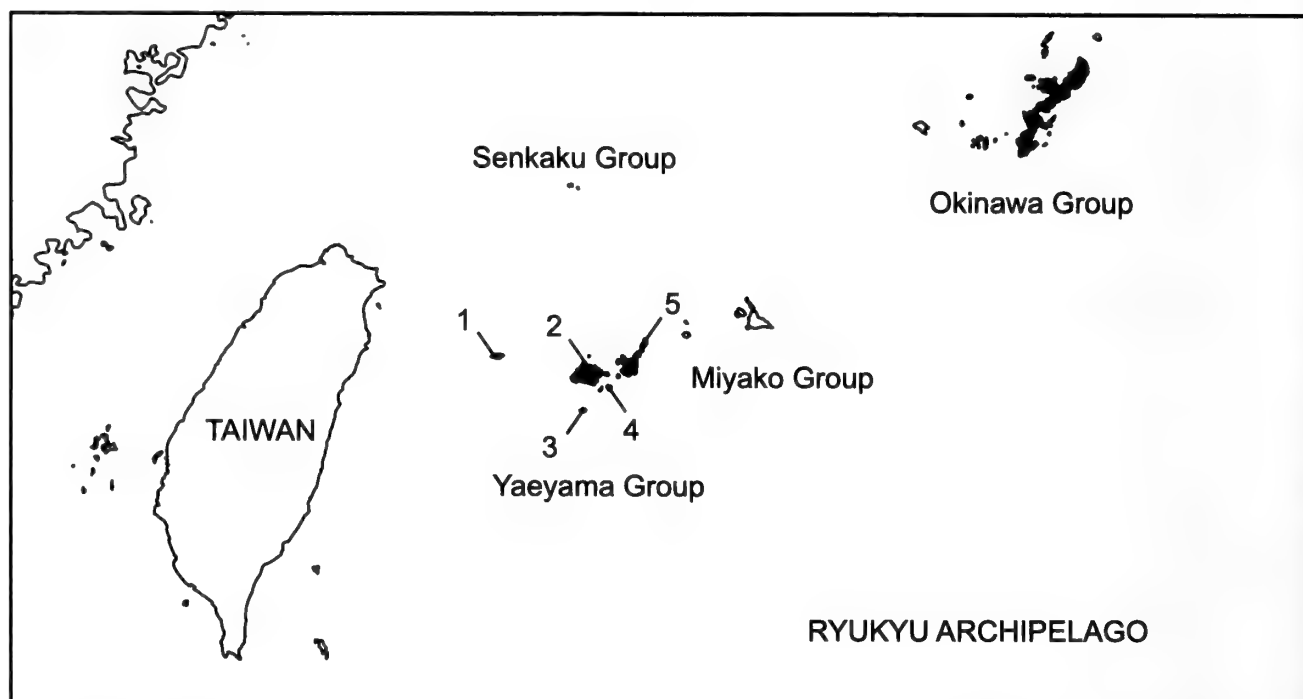 Senkaku Group
Okinawa Group
1
2
5
Miyako Group
TAIWAN
3
4
Yaeyama Group
RYUKYU ARCHIPELAGO